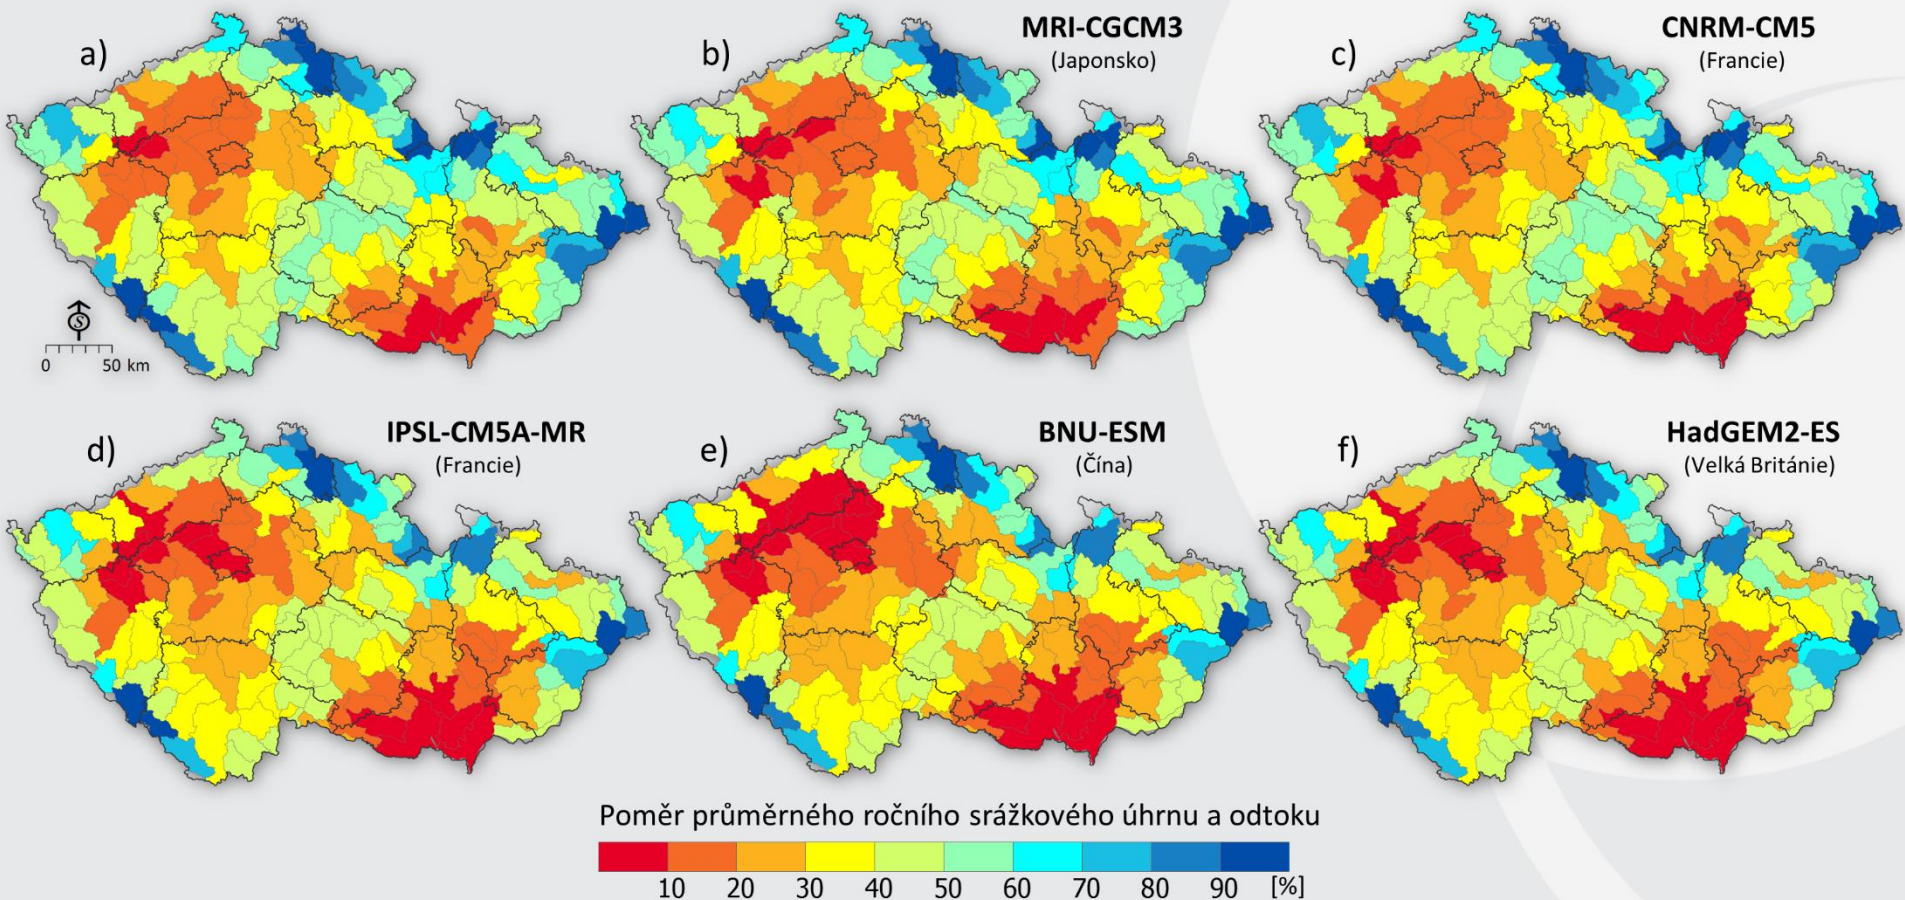 a)
b)
MRI-CGCM3
(Japonsko)
c)
CNRM-CM5
(Francie)
S
0 50 km
d)
IPSL-CM5A-MR
(Francie)
e)
BNU-ESM
(Čína)
f)
HadGEM2-ES
(Velká Británie)
Poměr průměrného ročního srážkového úhrnu a odtoku
10 20 30 40 50 60 70 80 90 [%]